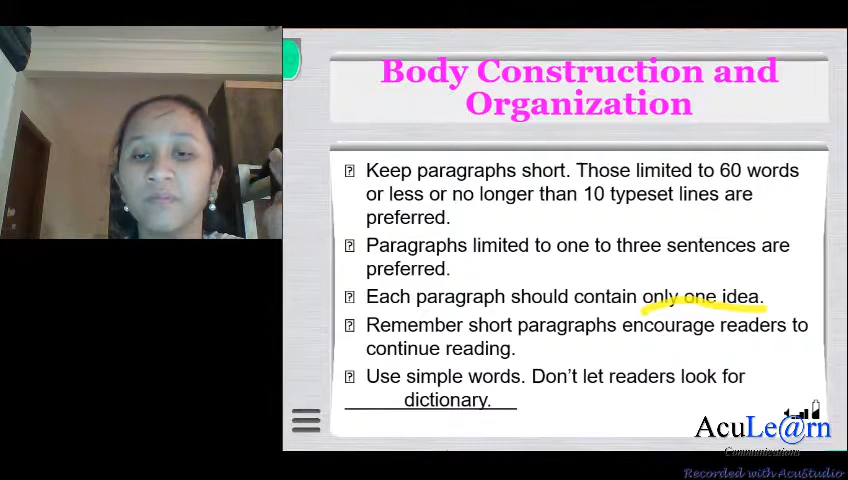 Body Construction and
Organization
Keep paragraphs short. Those limited to 60 words
or less or no longer than 10 typeset lines are
preferred.
Paragraphs limited to one to three sentences are
preferred.
Each paragraph should contain only one idea.
Remember short paragraphs encourage readers to
continue reading.
Use simple words. Don’t let readers look for
dictionary.
AcuLe@rn
Communications
Recorded with AcuStudio